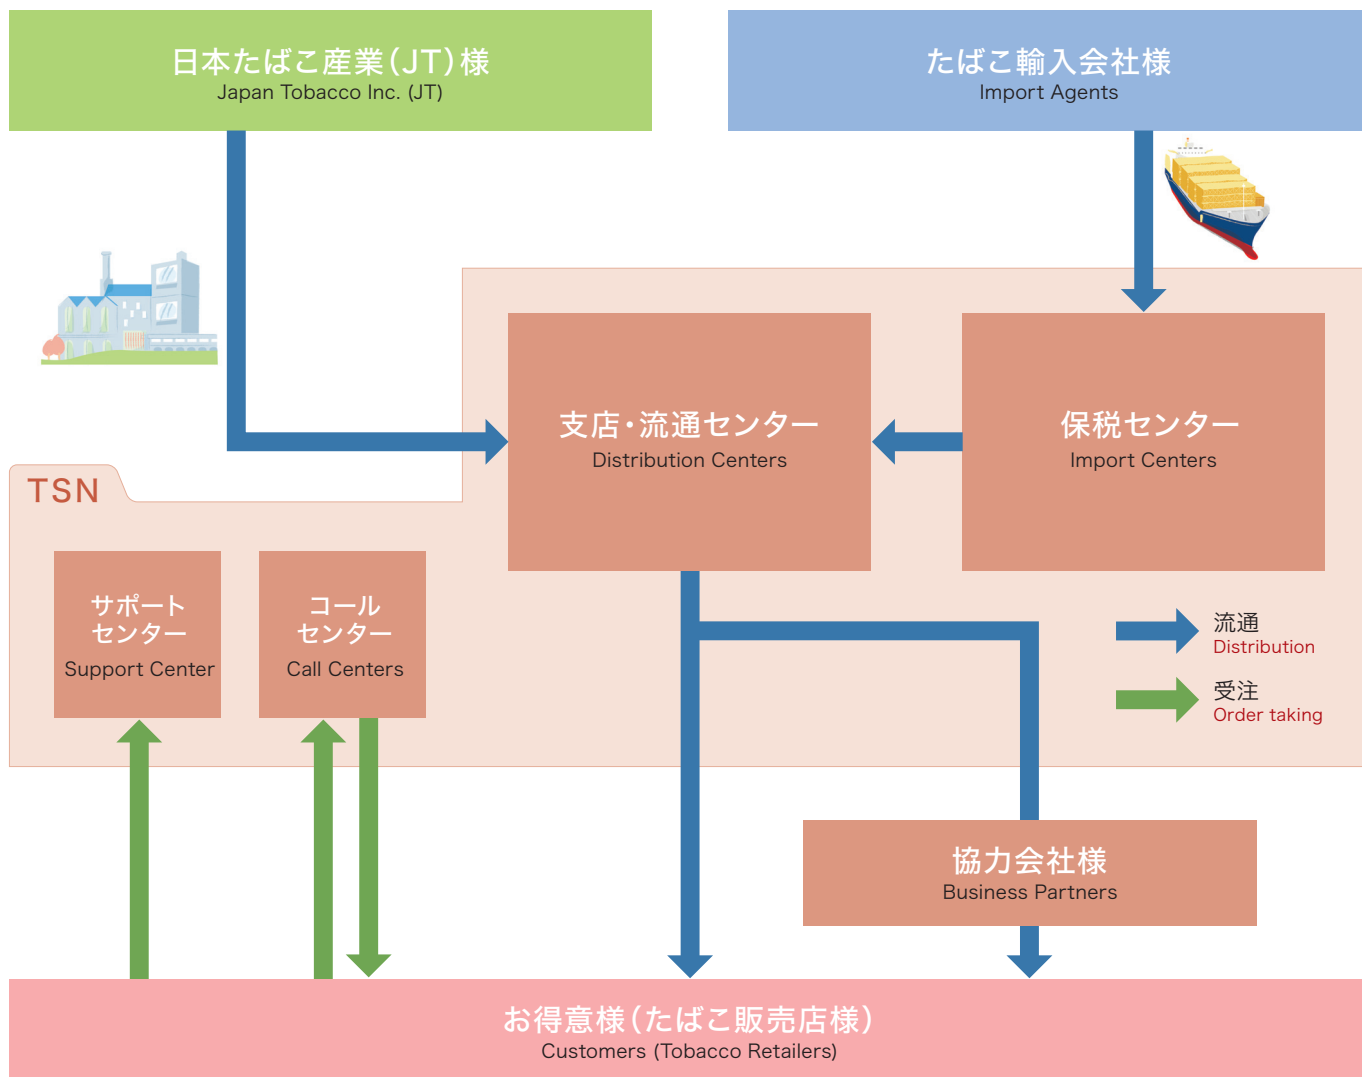 日本たばこ産業(JT)様
Japan Tobacco Inc. (JT)
たばこ輸入会社様
Import Agents
支店・流通センター
Distribution Centers
保税センター
Import Centers
TSN
サポート
センター
Support Center
コール
センター
Call Centers
流通
Distribution
受注
Order taking
協力会社様
Business Partners
お得意様(たばこ販売店様)
Customers (Tobacco Retailers)